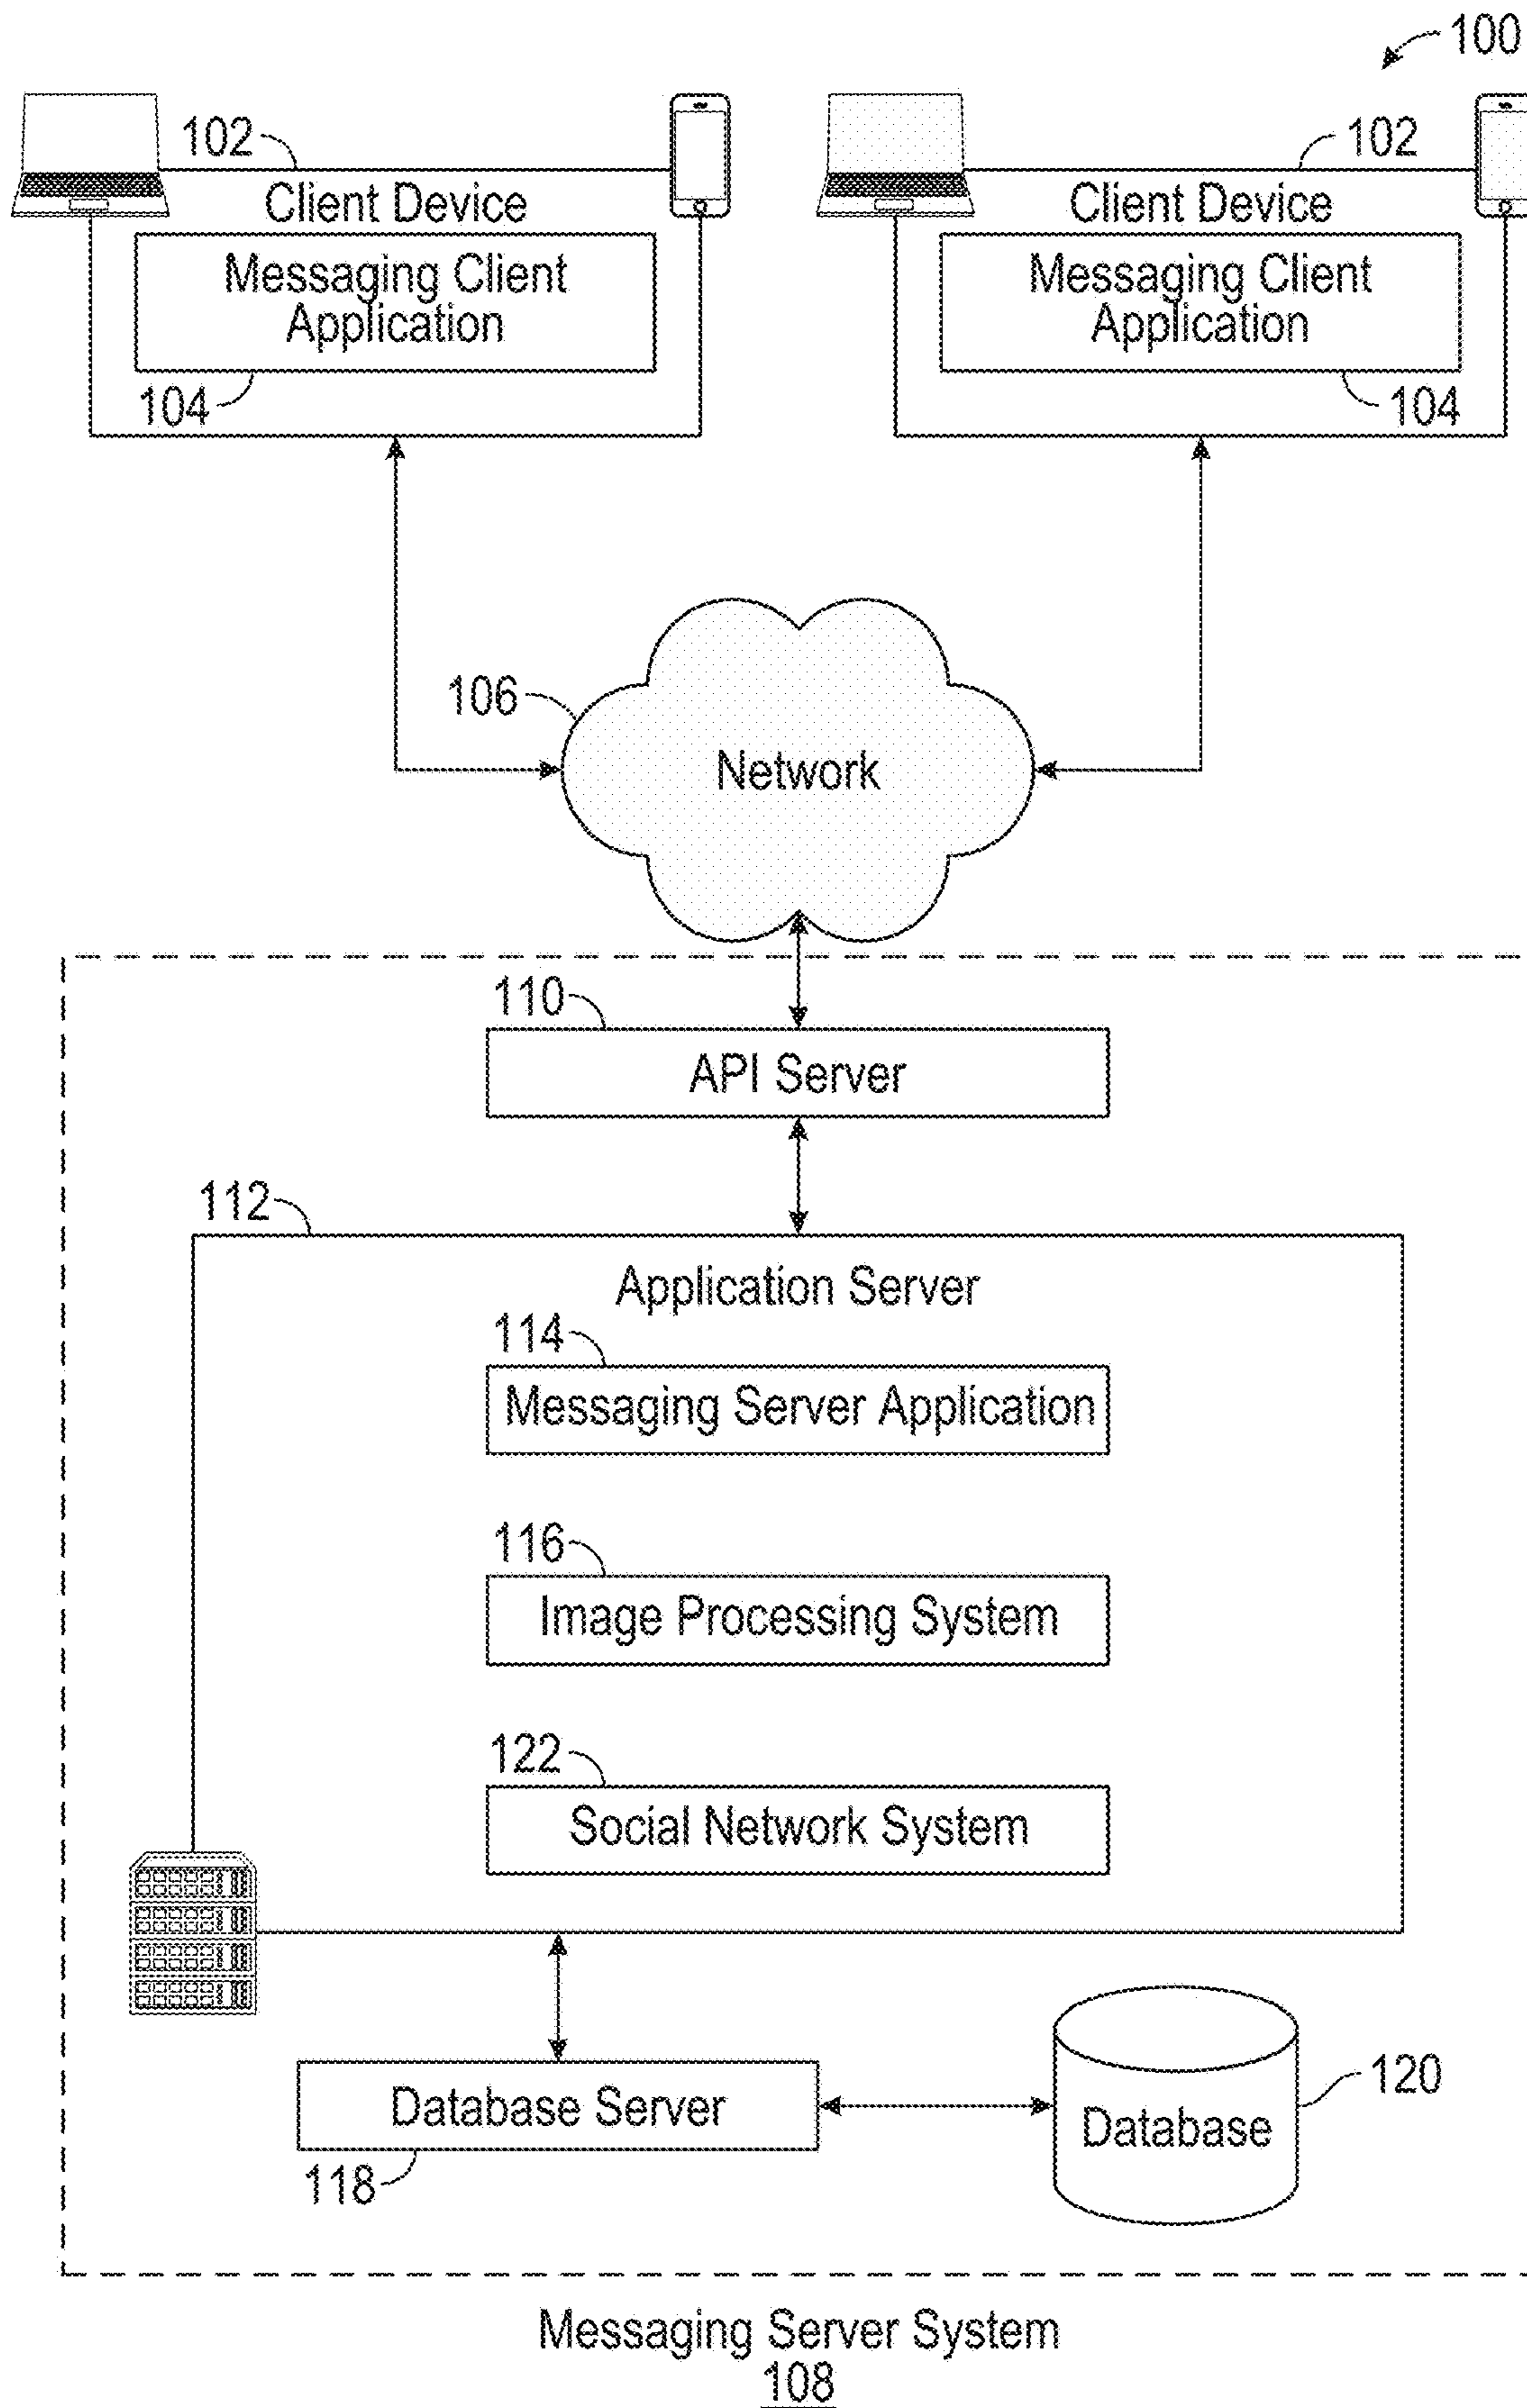 100
102
102
Client Device
Client Device
Messaging Client
Application
Messaging Client
Application
104
104
106
Network
110
API Server
112
Application Server
114
Messaging Server Application
116
Image Processing System
122
Social Network System
Database Server
118
Database
120
Messaging Server System
108